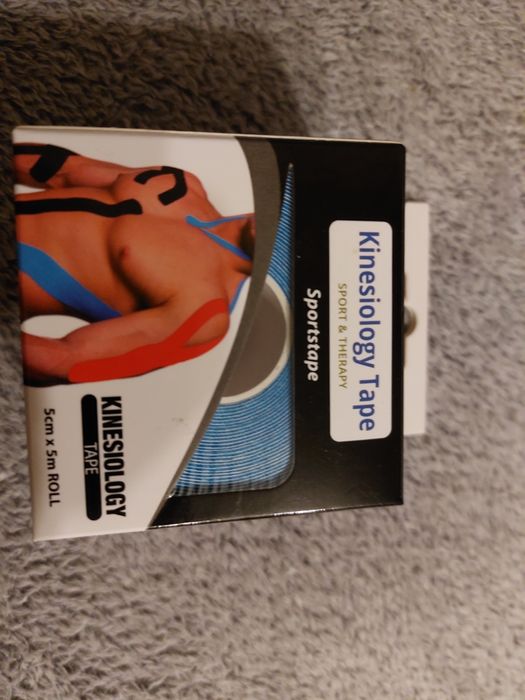 Kinesiology Tape
SPORT & THERAPY
Sportstape
KINESIOLOGY
TAPE
5cm x 5m ROLL